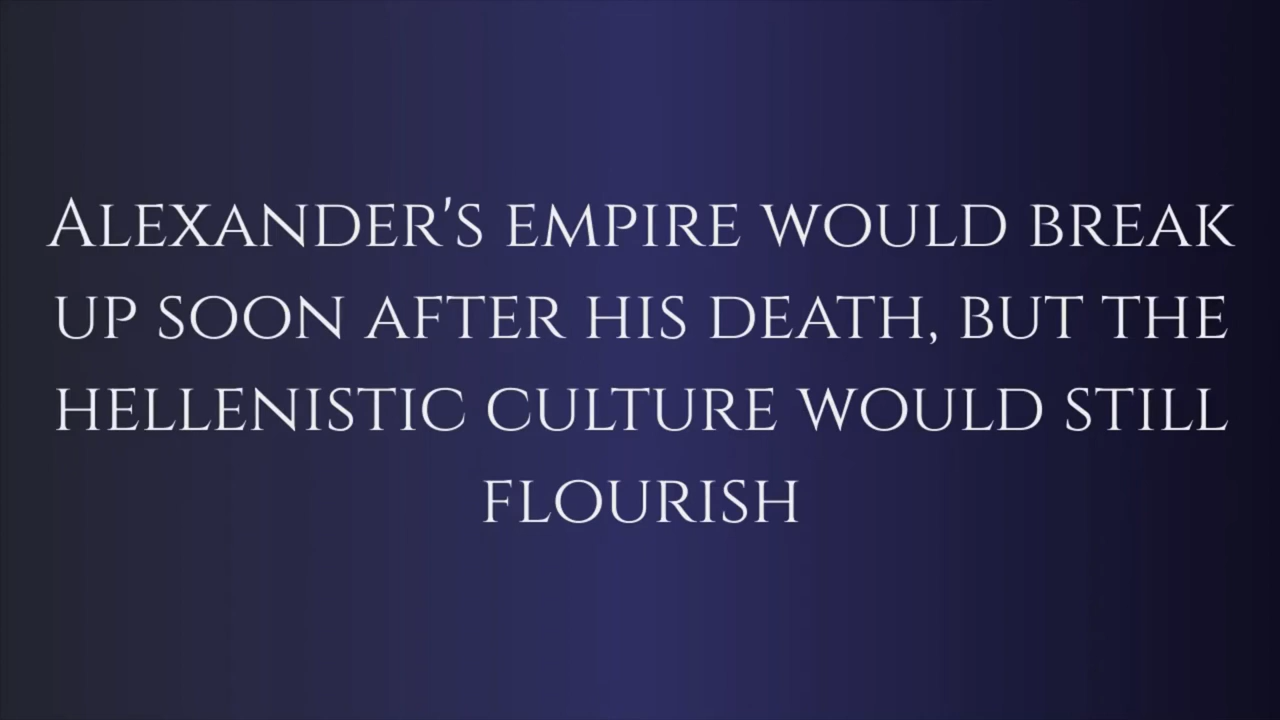 Alexander's empire would break
up soon after his death, but the
Hellenistic culture would still
flourish